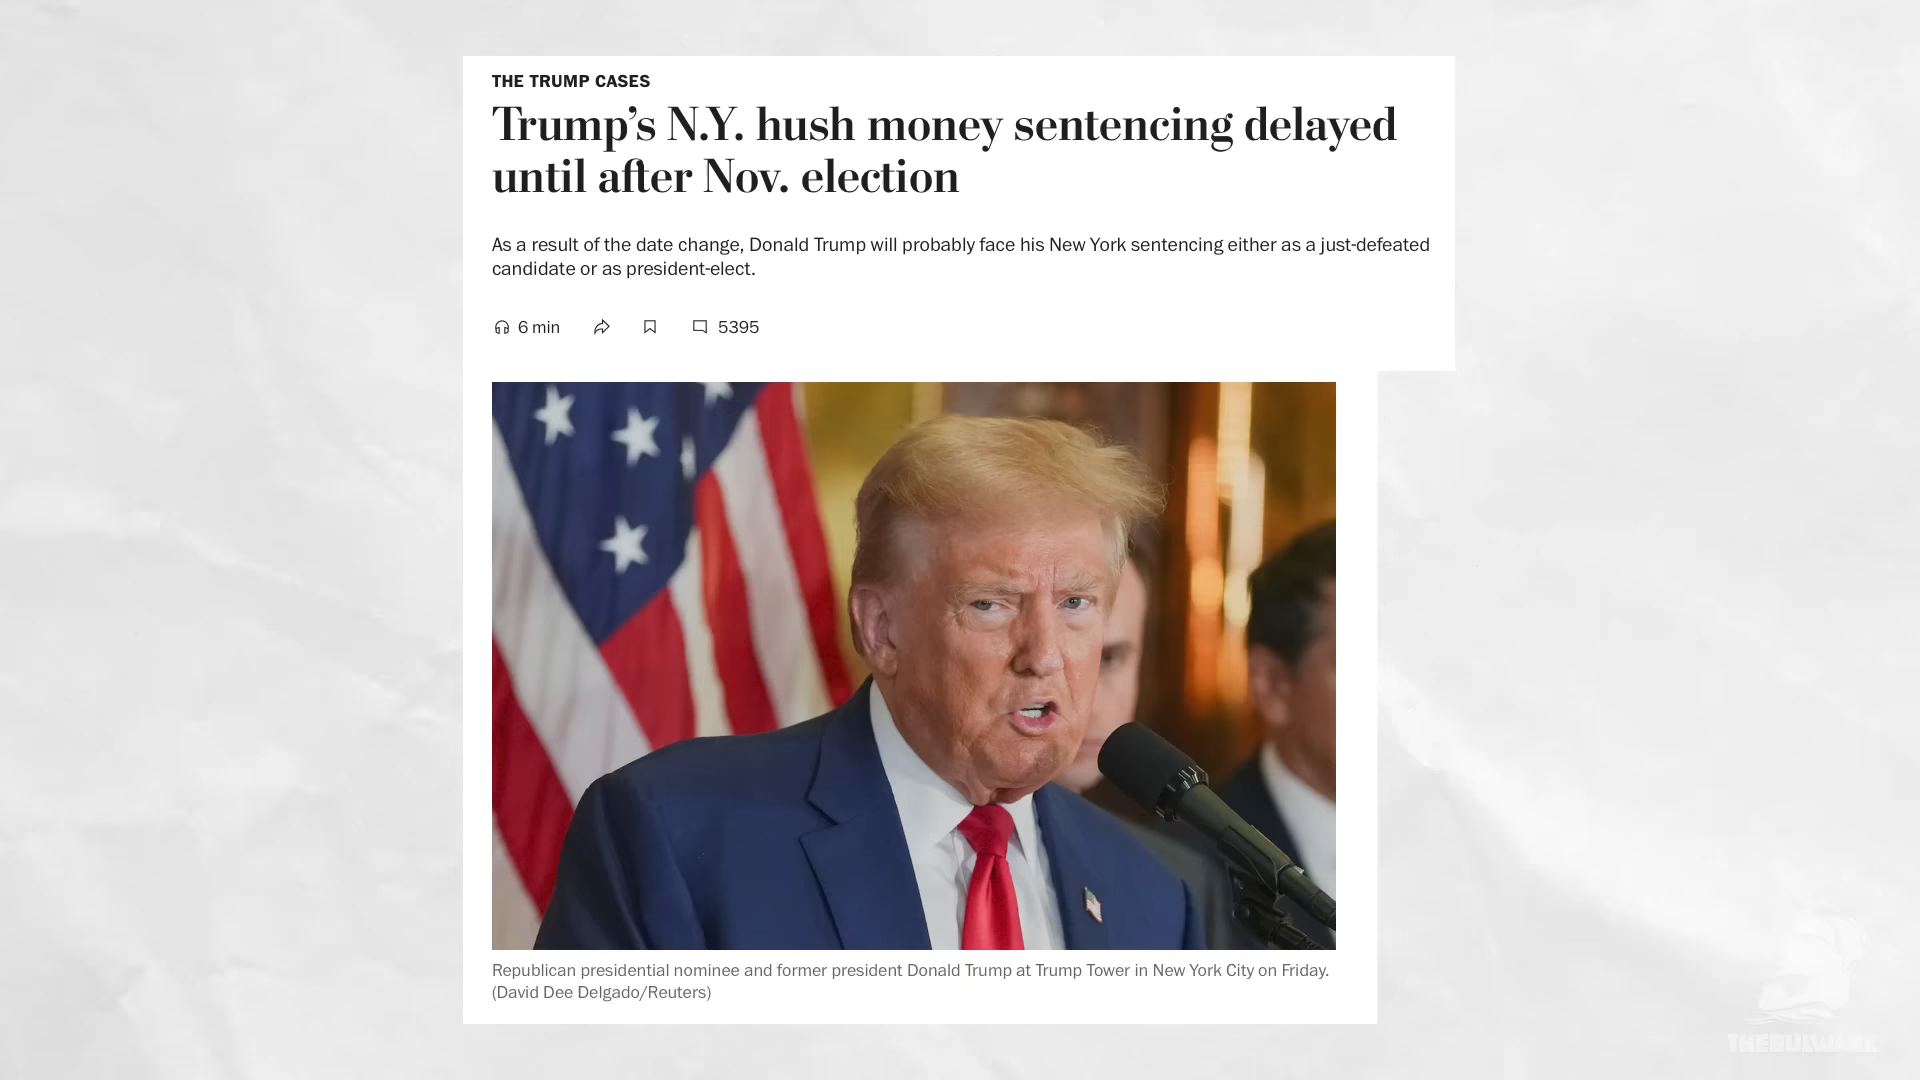 THE TRUMP CASES
Trump’s N.Y. hush money sentencing delayed
until after Nov. election
As a result of the date change, Donald Trump will probably face his New York sentencing either as a just-defeated
candidate or as president-elect.
6 min 5395
Republican presidential nominee and former president Donald Trump at Trump Tower in New York City on Friday.
(David Dee Delgado/Reuters)
THEBULWARK